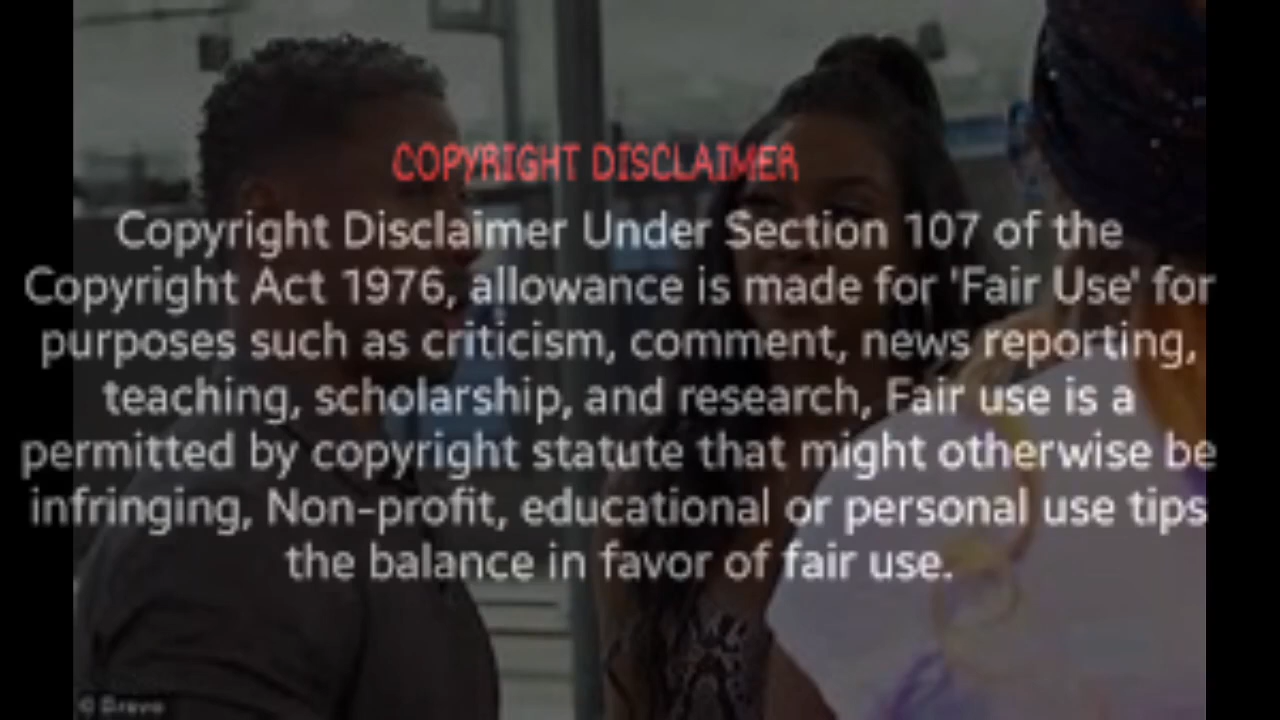 COPYRIGHT DISCLAIMER
Copyright Disclaimer Under Section 107 of the
Copyright Act 1976, allowance is made for 'Fair Use' for
purposes such as criticism, comment, news reporting,
teaching, scholarship, and research, Fair use is a
permitted by copyright statute that might otherwise be
infringing, Non-profit, educational or personal use tips
the balance in favor of fair use.
© Bravo